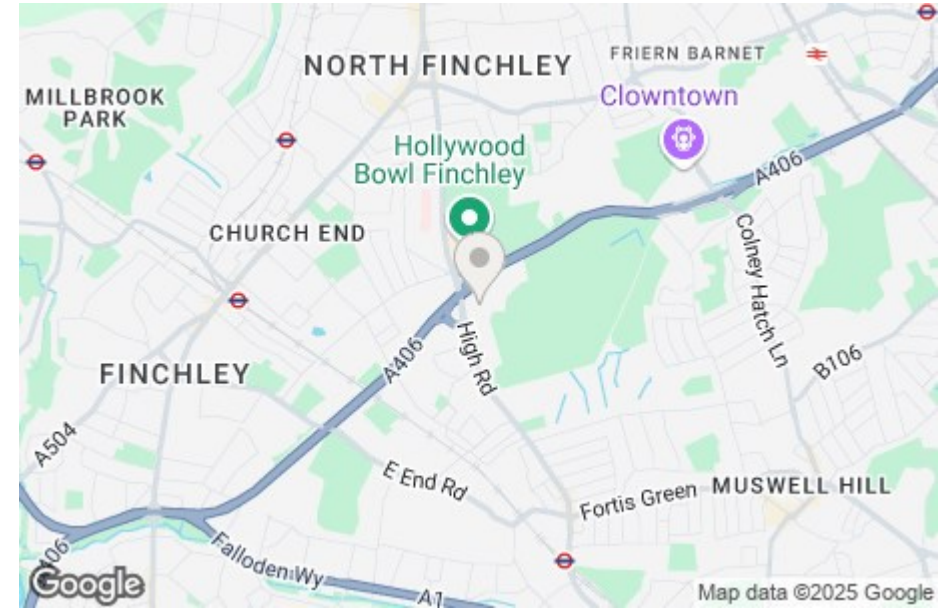 NORTH FINCHLEY
FRIERN BARNET
MILLBROOK
PARK
Clowntown
Hollywood
Bowl Finchley
A406
CHURCH END
Colney Hatch Ln
High Rd
A406
B106
FINCHLEY
A504
E End Rd
Fortis Green
MUSWELL HILL
Falloden Wy
A406
A1
Google
Map data ©2025 Google